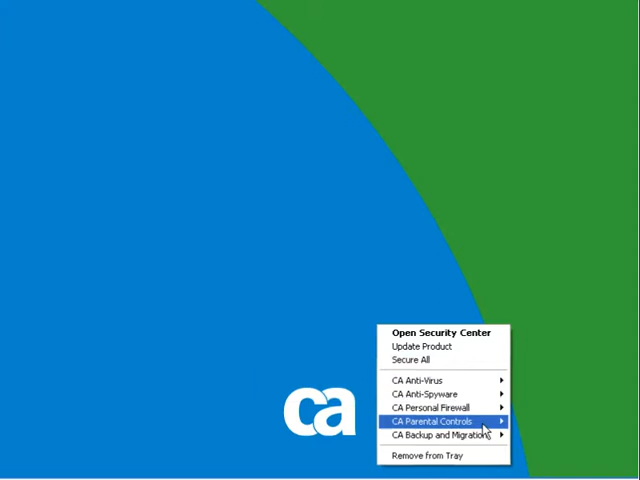 Open Security Center
Update Product
Secure All
CA Anti-Virus
CA Anti-Spyware
CA Personal Firewall
CA Parental Controls
CA Backup and Migration
Remove from Tray
ca